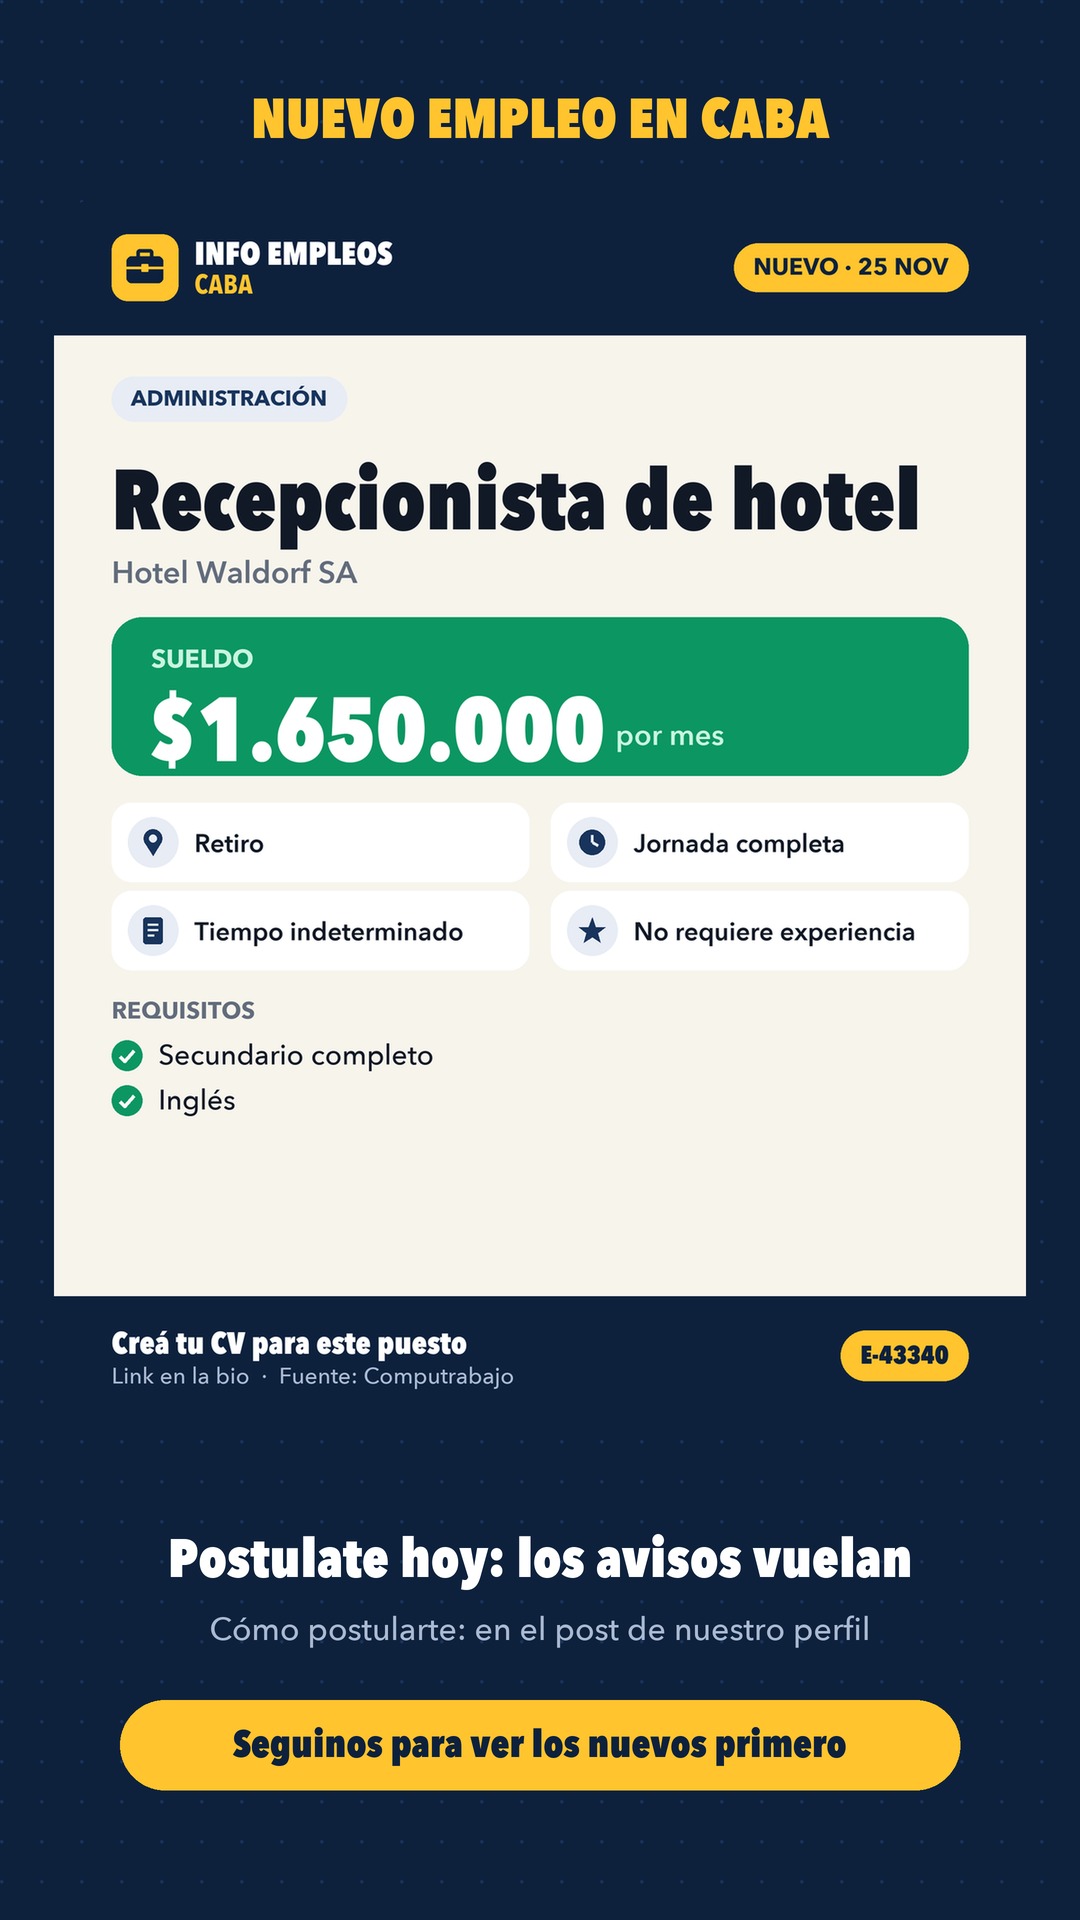 NUEVO EMPLEO EN CABA
INFO EMPLEOS
CABA
NUEVO · 25 NOV
ADMINISTRACIÓN
Recepcionista de hotel
Hotel Waldorf SA
SUELDO
$1.650.000 por mes
Retiro
Jornada completa
Tiempo indeterminado
No requiere experiencia
REQUISITOS
Secundario completo
Inglés
Creá tu CV para este puesto
Link en la bio · Fuente: Computrabajo
E-43340
Postulate hoy: los avisos vuelan
Cómo postularte: en el post de nuestro perfil
Seguinos para ver los nuevos primero